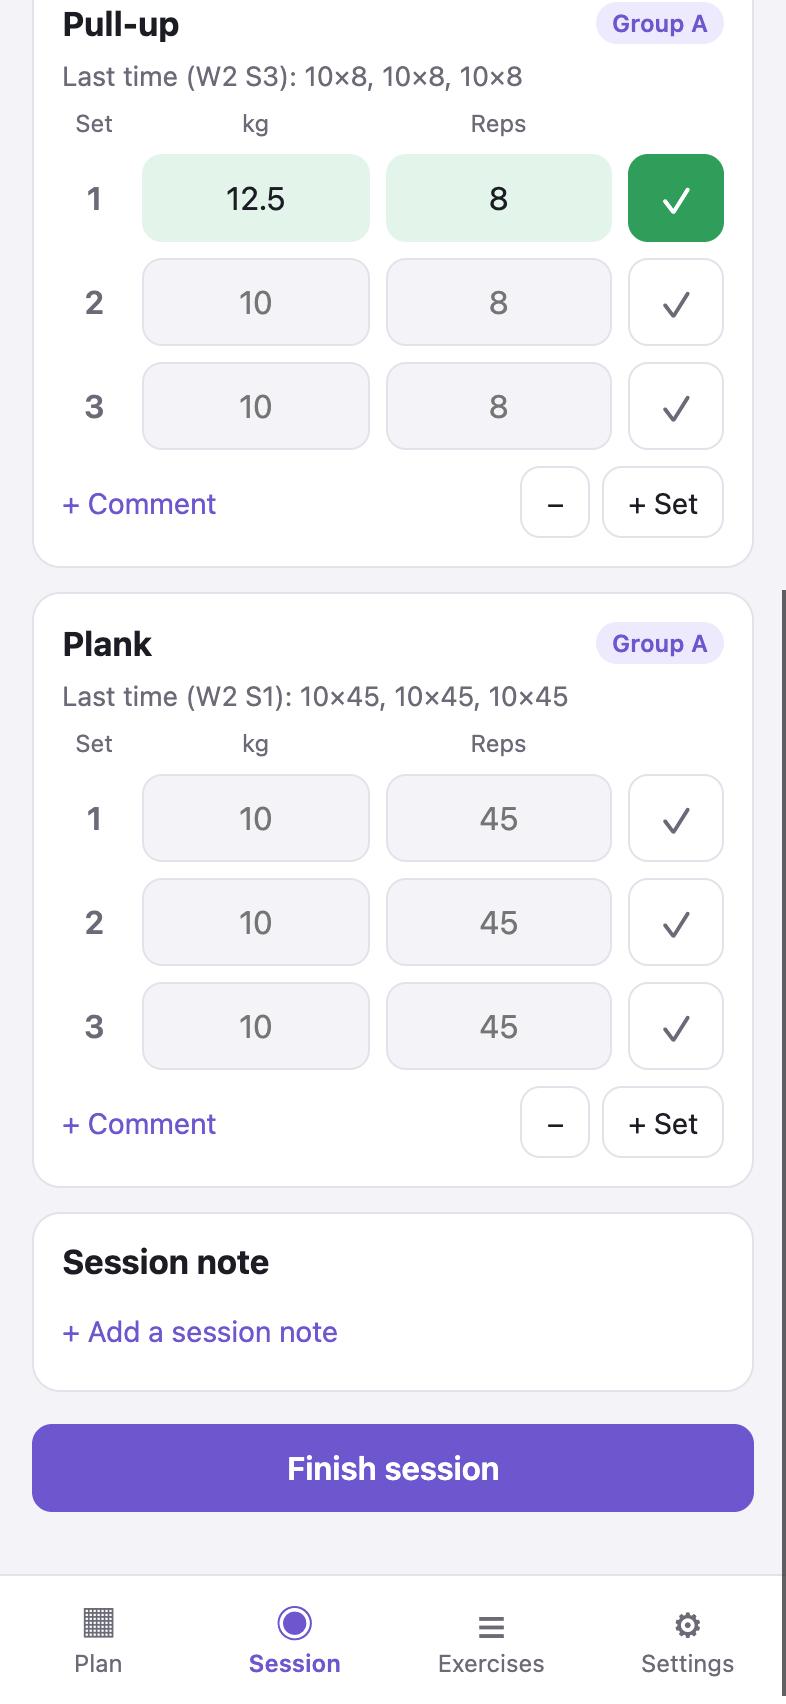 Pull-up Group A
Last time (W2 S3): 10×8, 10×8, 10×8
Set kg Reps
1 12.5 8 ✓
2 10 8 ✓
3 10 8 ✓
+ Comment – + Set
Plank Group A
Last time (W2 S1): 10×45, 10×45, 10×45
Set kg Reps
1 10 45 ✓
2 10 45 ✓
3 10 45 ✓
+ Comment – + Set
Session note
+ Add a session note
Finish session
Plan Session Exercises Settings